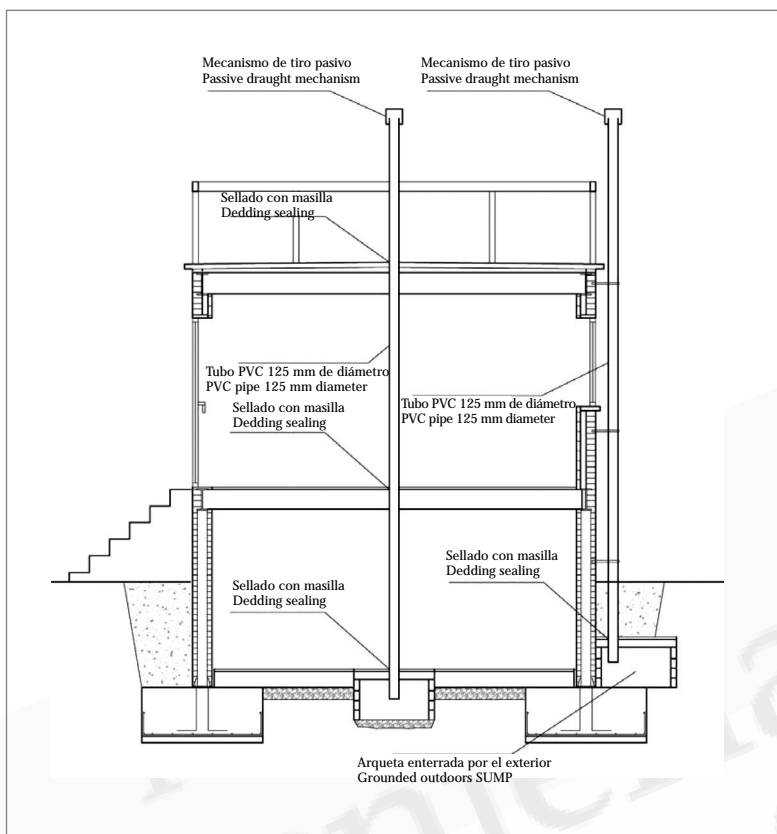 Mecanismo de tiro pasivo
Passive draught mechanism
Mecanismo de tiro pasivo
Passive draught mechanism
Sellado con masilla
Dedding sealing
Tubo PVC 125 mm de diámetro
PVC pipe 125 mm diameter
Tubo PVC 125 mm de diámetro
PVC pipe 125 mm diameter
Sellado con masilla
Dedding sealing
Sellado con masilla
Dedding sealing
Sellado con masilla
Dedding sealing
Arqueta enterrada por el exterior
Grounded outdoors SUMP